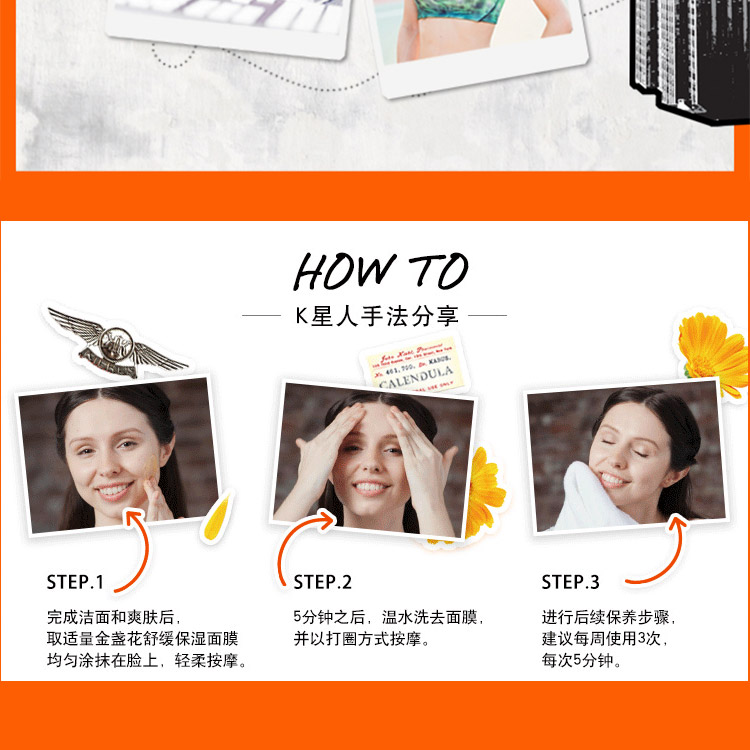 HOW TO
K星人手法分享
CALENDULA
STEP.1
完成洁面和爽肤后，
取适量金盏花舒缓保湿面膜
均匀涂抹在脸上，轻柔按摩。
STEP.2
5分钟之后，温水洗去面膜，
并以打圈方式按摩。
STEP.3
进行后续保养步骤，
建议每周使用3次，
每次5分钟。